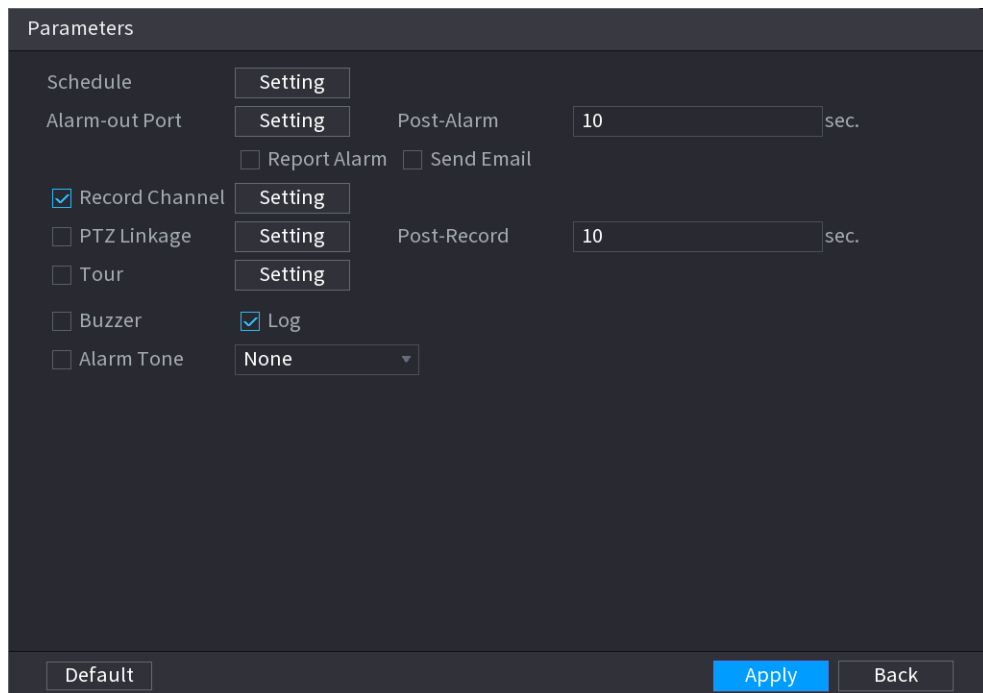 Parameters
Schedule Setting
Alarm-out Port Setting Post-Alarm 10 sec.
Report Alarm Send Email
Record Channel Setting
PTZ Linkage Setting Post-Record 10 sec.
Tour Setting
Buzzer Log
Alarm Tone None
Default Apply Back